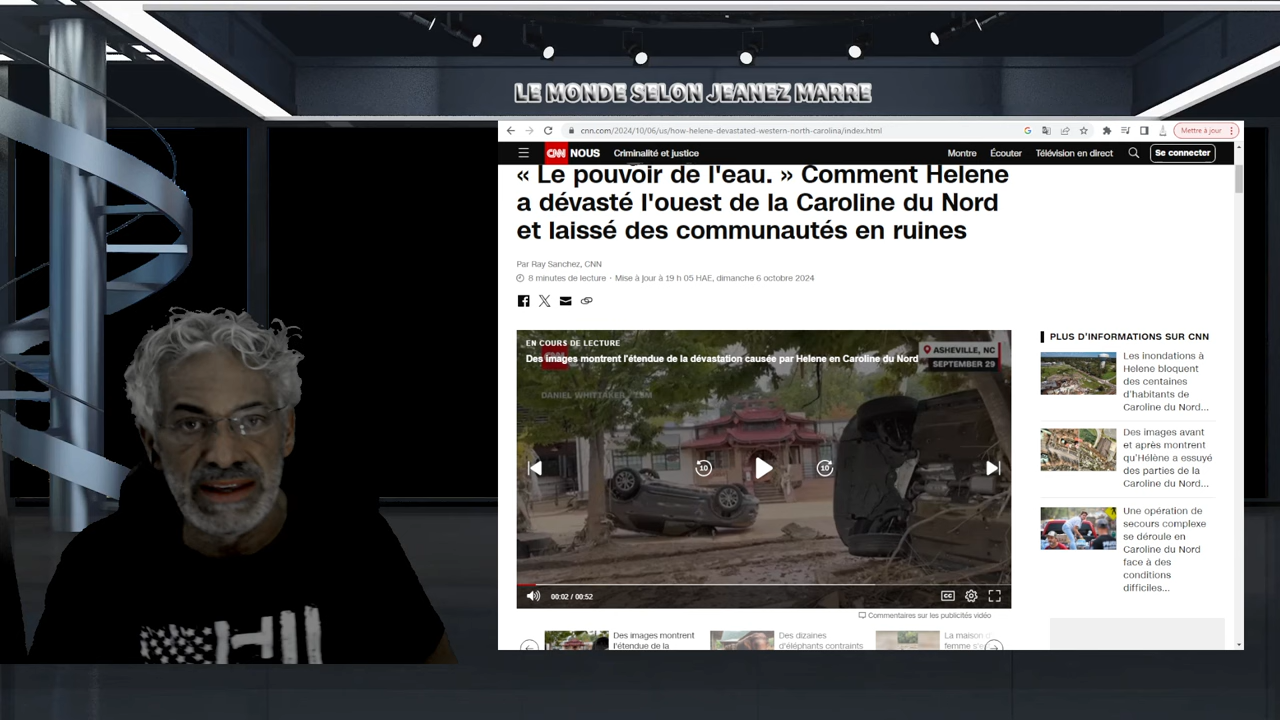 LE MONDE SELON JEANEZ MARRE
cnn.com/2024/10/06/us/how-helene-devastated-western-north-carolina/index.html
Mettre à jour
CNN NOUS Criminalité et justice Montre Écouter Télévision en direct Se connecter
« Le pouvoir de l'eau. » Comment Helene
a dévasté l'ouest de la Caroline du Nord
et laissé des communautés en ruines
Par Ray Sanchez, CNN
8 minutes de lecture · Mise à jour à 19 h 05 HAE, dimanche 6 octobre 2024
EN COURS DE LECTURE
Des images montrent l'étendue de la dévastation causée par Helene en Caroline du Nord
ASHEVILLE, NC
SEPTEMBER 29
DANIEL WHITTAKER / TSM
10
10
00:02 / 00:52
CC
Commentaires sur les publicités vidéo
Des images montrent
l'étendue de la
Des dizaines
d'éléphants contraints
La maison d
femme s'e
PLUS D'INFORMATIONS SUR CNN
Les inondations à
Helene bloquent
des centaines
d'habitants de
Caroline du Nord...
Des images avant
et après montrent
qu'Hélène a essuyé
des parties de la
Caroline du Nord...
Une opération de
secours complexe
se déroule en
Caroline du Nord
face à des
conditions
difficiles...